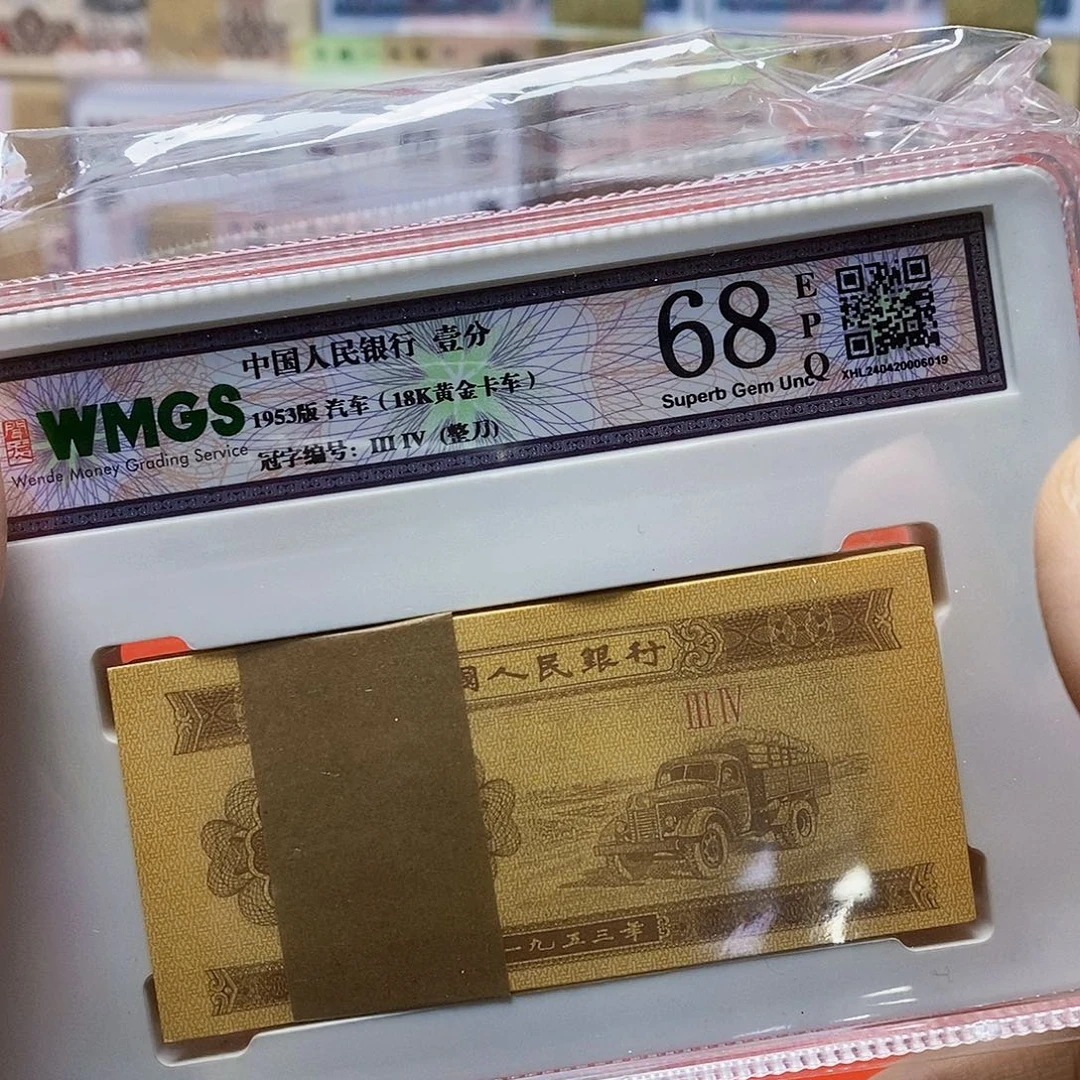 中国人民银行 壹分
WMGS
1953版 汽车（18K黄金卡车）
Wende Money Grading Service
冠字编号：III IV（整刀）
68
EPQ
Superb Gem Unc
XHL240420006019
人民銀行
III IV
一九五三年